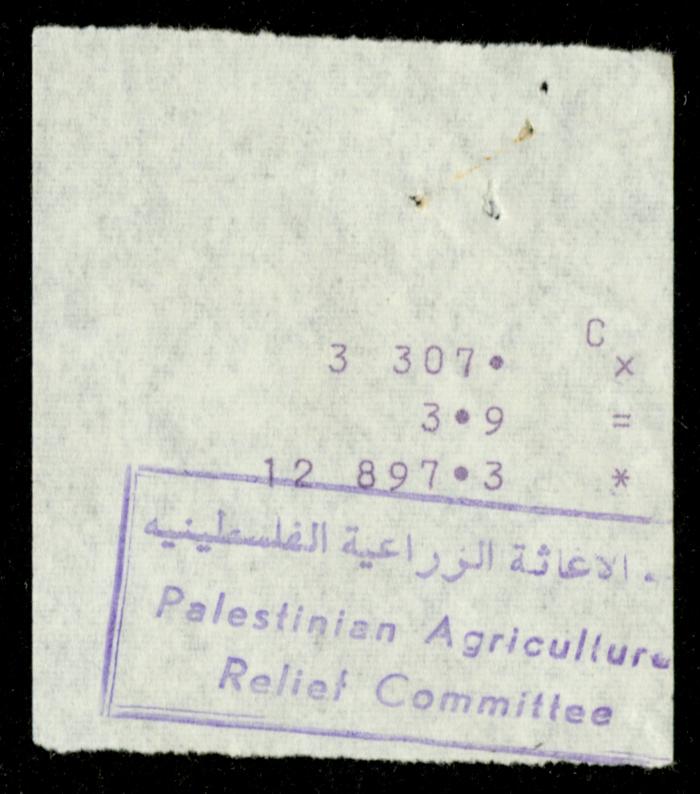 C
3 307• ×
3•9 =
12 897•3 *
الاغاثة الزراعية الفلسطينيه
Palestinian Agriculture
Relief Committee